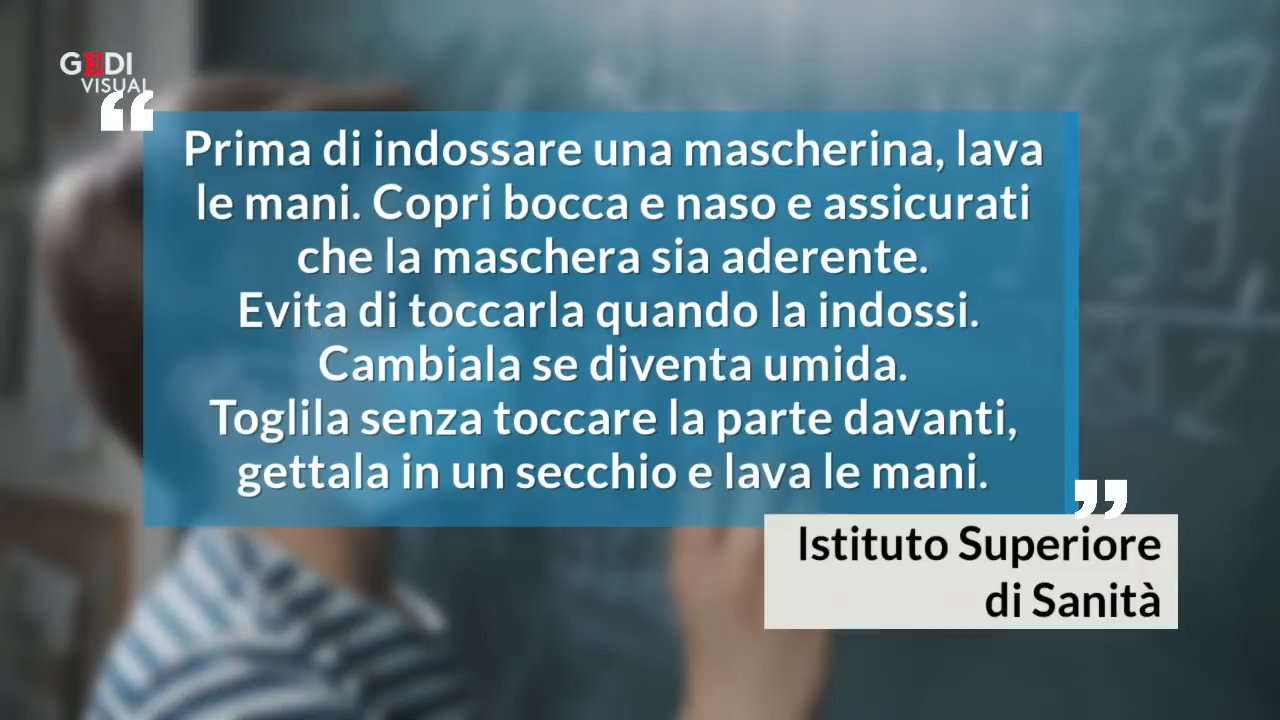 GEDI
VISUAL
“
Prima di indossare una mascherina, lava
le mani. Copri bocca e naso e assicurati
che la maschera sia aderente.
Evita di toccarla quando la indossi.
Cambiala se diventa umida.
Toglila senza toccare la parte davanti,
gettala in un secchio e lava le mani.
”
Istituto Superiore
di Sanità